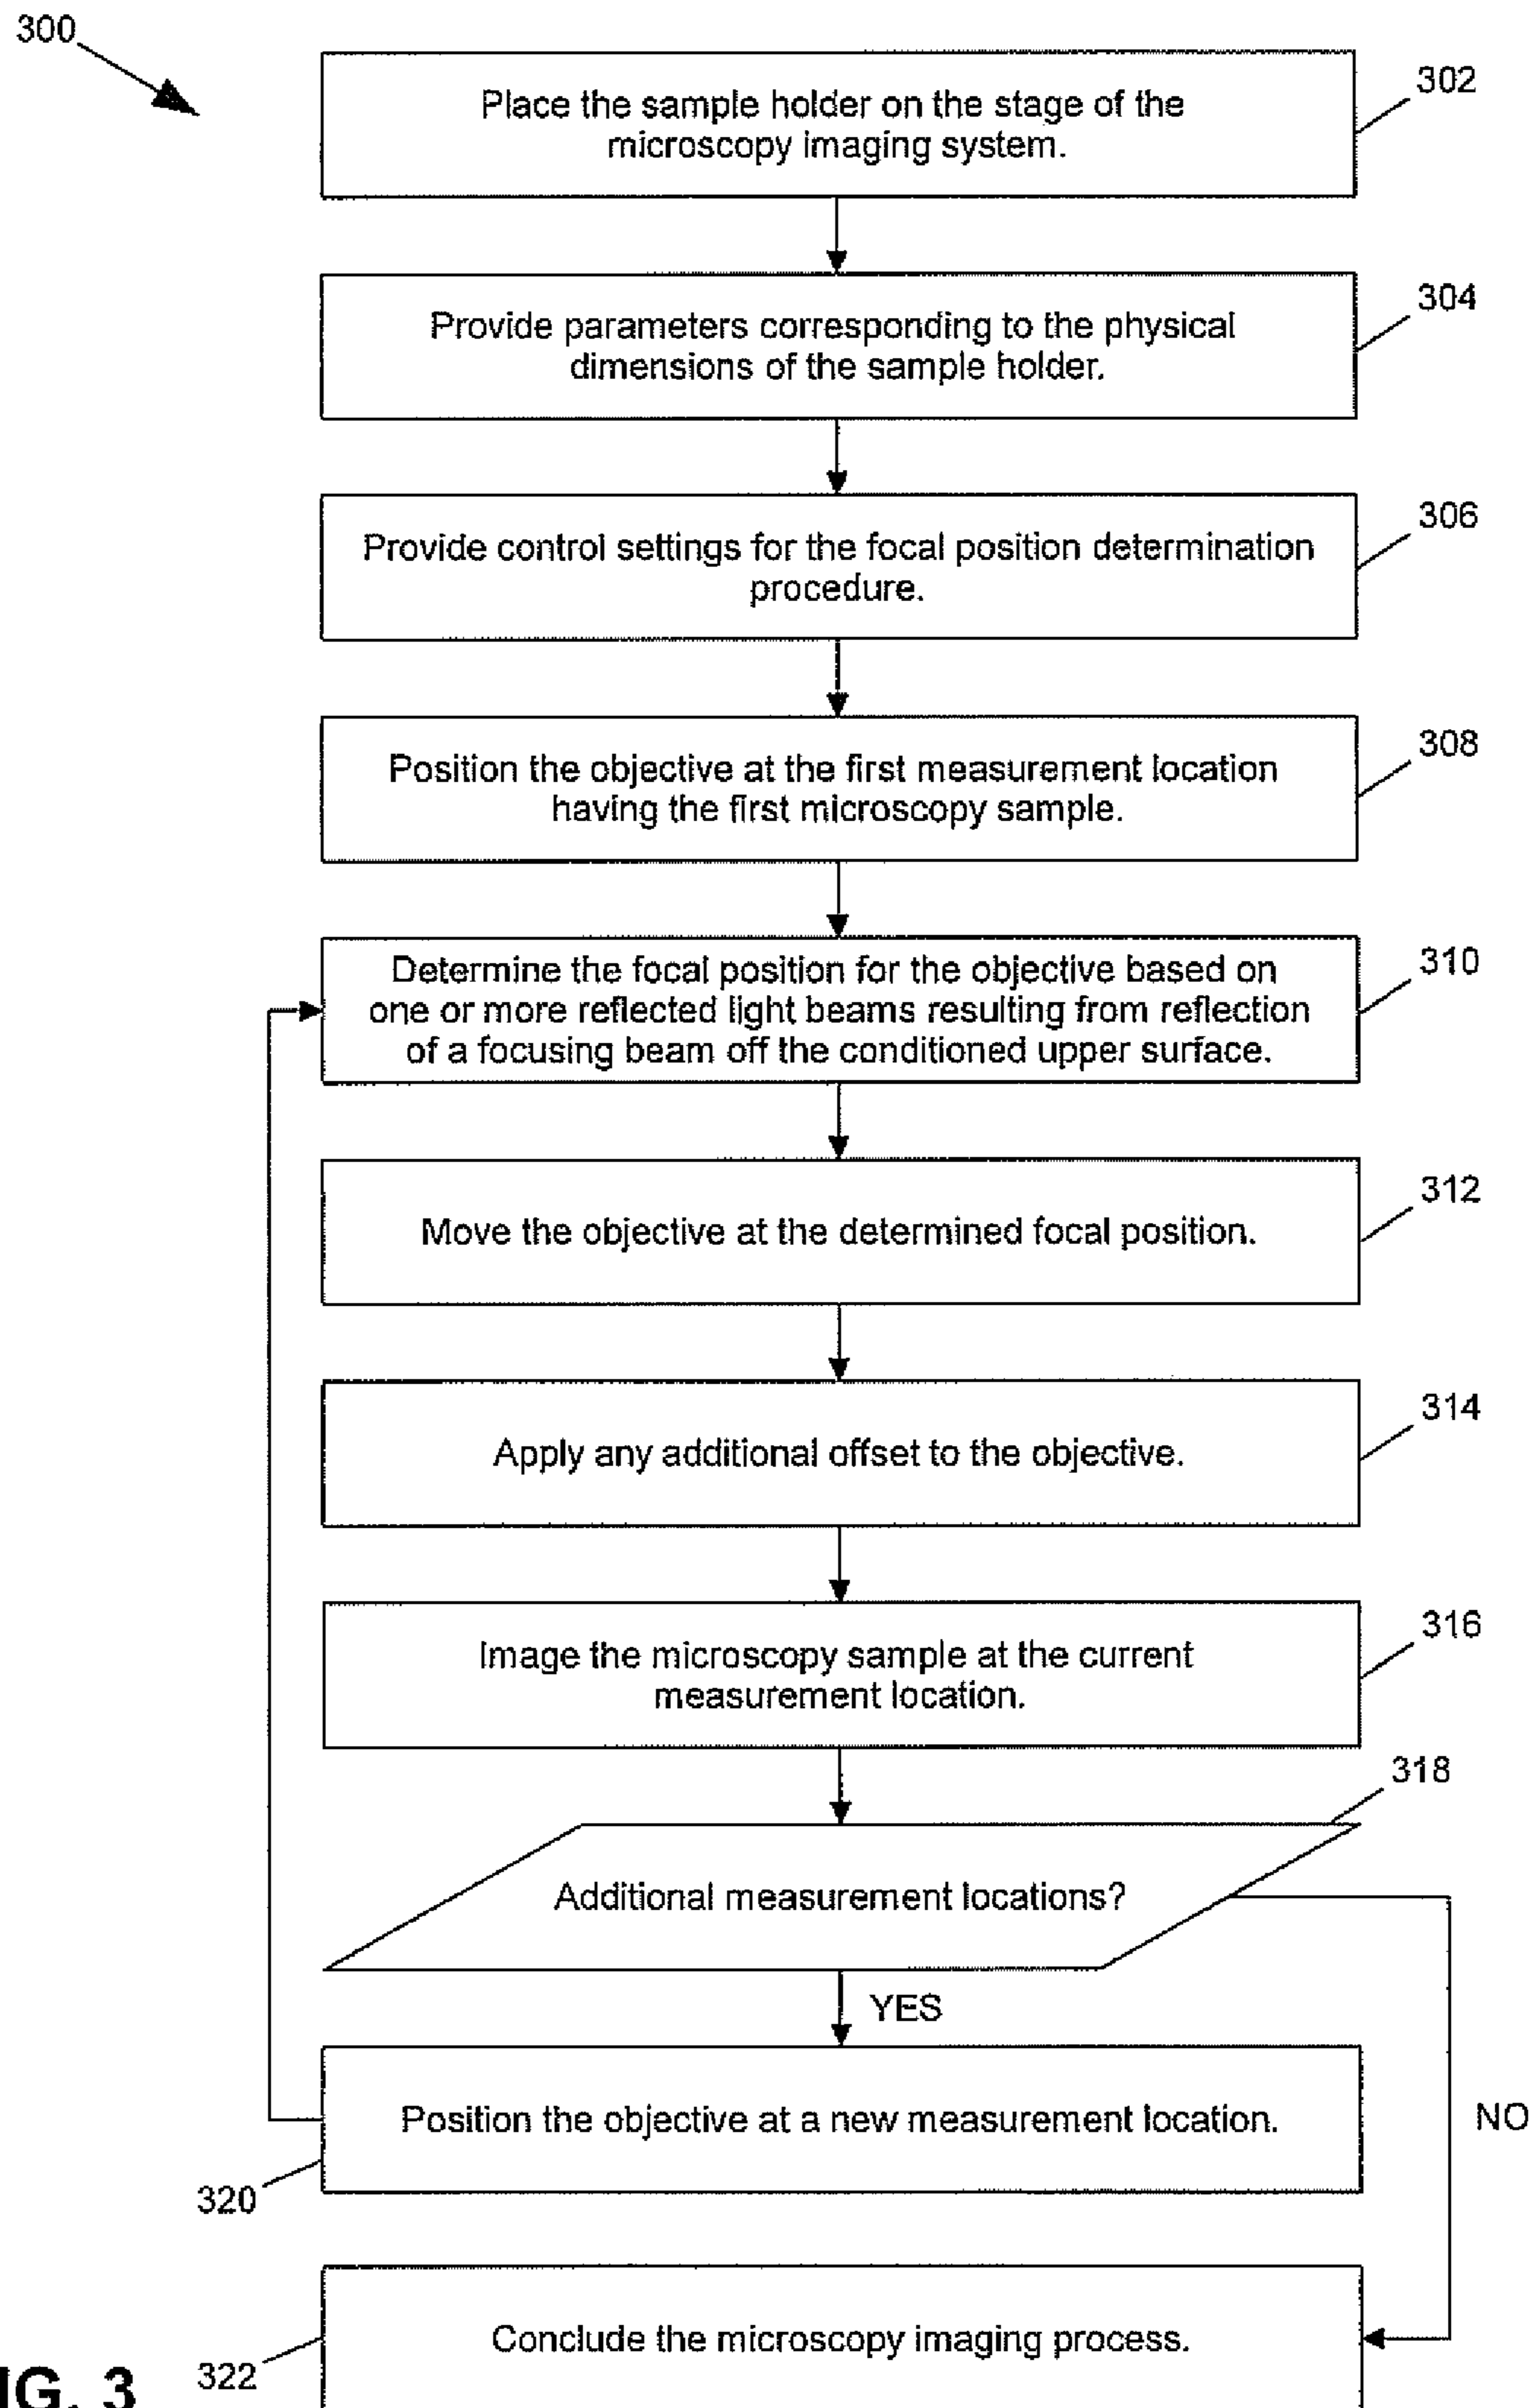 300
302
Place the sample holder on the stage of the
microscopy imaging system.
304
Provide parameters corresponding to the physical
dimensions of the sample holder.
306
Provide control settings for the focal position determination
procedure.
308
Position the objective at the first measurement location
having the first microscopy sample.
310
Determine the focal position for the objective based on
one or more reflected light beams resulting from reflection
of a focusing beam off the conditioned upper surface.
312
Move the objective at the determined focal position.
314
Apply any additional offset to the objective.
316
Image the microscopy sample at the current
measurement location.
318
Additional measurement locations?
YES
Position the objective at a new measurement location.
NO
320
Conclude the microscopy imaging process.
322
IG. 3